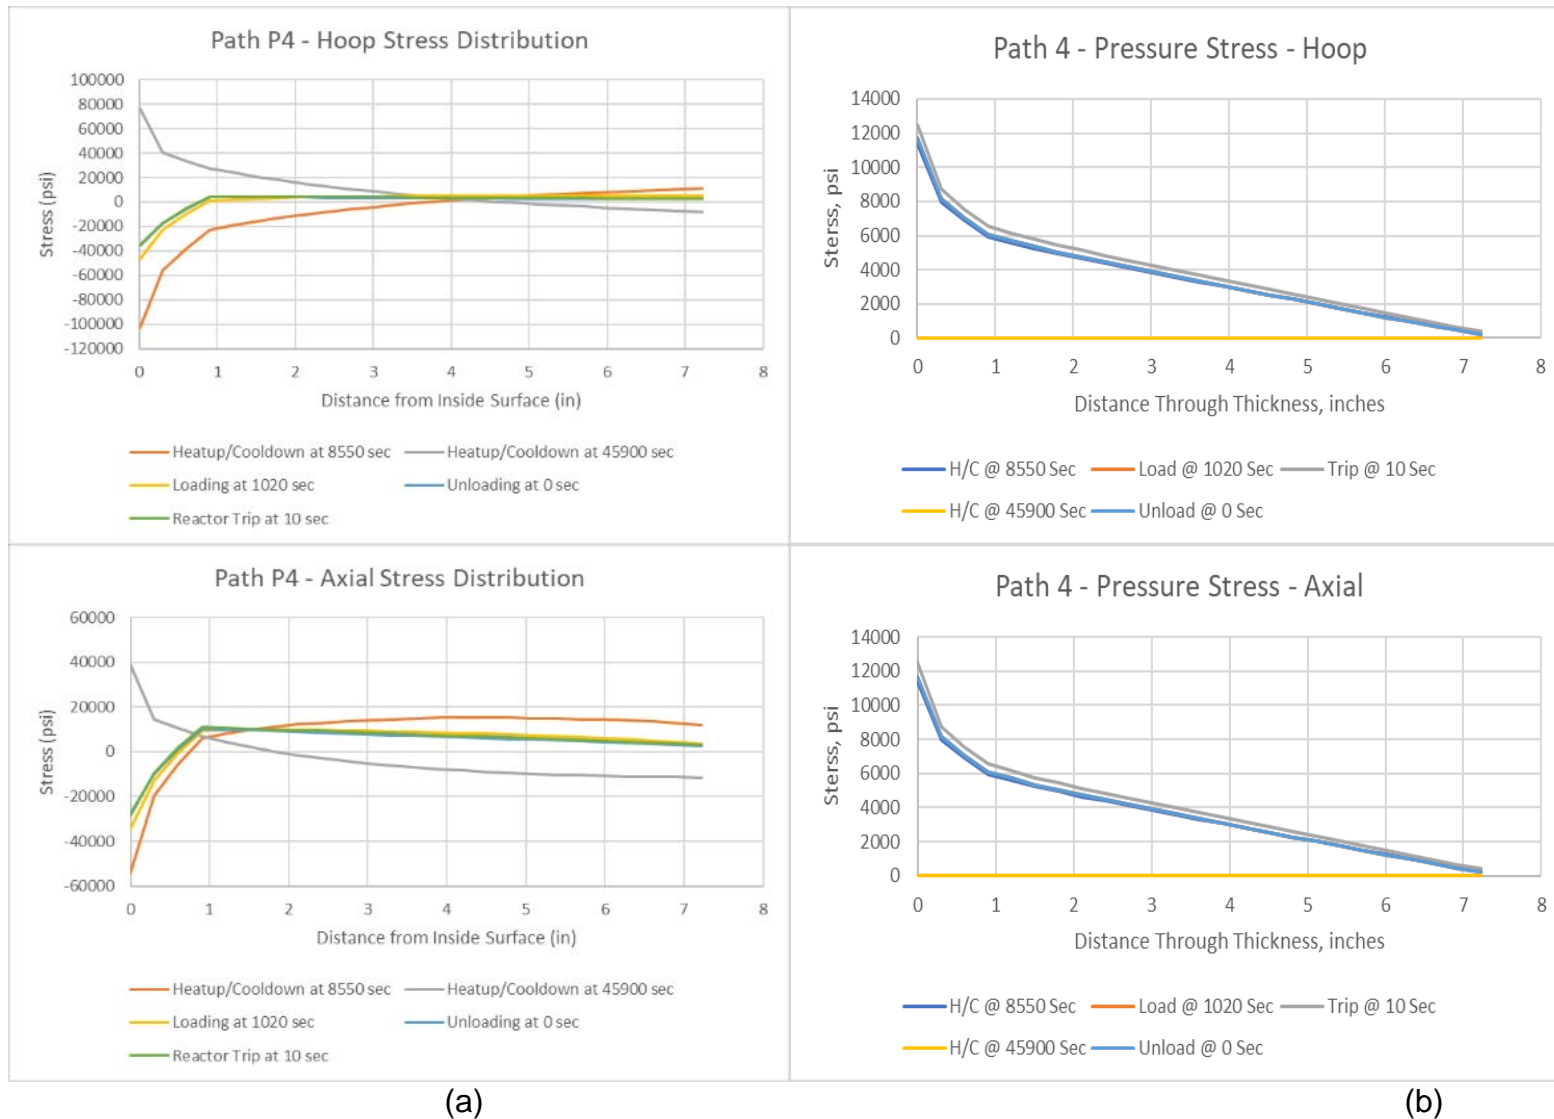 Path P4 - Hoop Stress Distribution
100000
80000
60000
40000
20000
0
-20000
-40000
-60000
-80000
-100000
-120000
Stress (psi)
0 1 2 3 4 5 6 7 8
Distance from Inside Surface (in)
Heatup/Cooldown at 8550 sec Heatup/Cooldown at 45900 sec
Loading at 1020 sec Unloading at 0 sec
Reactor Trip at 10 sec
Path 4 - Pressure Stress - Hoop
14000
12000
10000
8000
6000
4000
2000
0
Sterss, psi
0 1 2 3 4 5 6 7 8
Distance Through Thickness, inches
H/C @ 8550 Sec Load @ 1020 Sec Trip @ 10 Sec
H/C @ 45900 Sec Unload @ 0 Sec
Path P4 - Axial Stress Distribution
60000
40000
20000
0
-20000
-40000
-60000
Stress (psi)
0 1 2 3 4 5 6 7 8
Distance from Inside Surface (in)
Heatup/Cooldown at 8550 sec Heatup/Cooldown at 45900 sec
Loading at 1020 sec Unloading at 0 sec
Reactor Trip at 10 sec
Path 4 - Pressure Stress - Axial
14000
12000
10000
8000
6000
4000
2000
0
Sterss, psi
0 1 2 3 4 5 6 7 8
Distance Through Thickness, inches
H/C @ 8550 Sec Load @ 1020 Sec Trip @ 10 Sec
H/C @ 45900 Sec Unload @ 0 Sec
(a) (b)